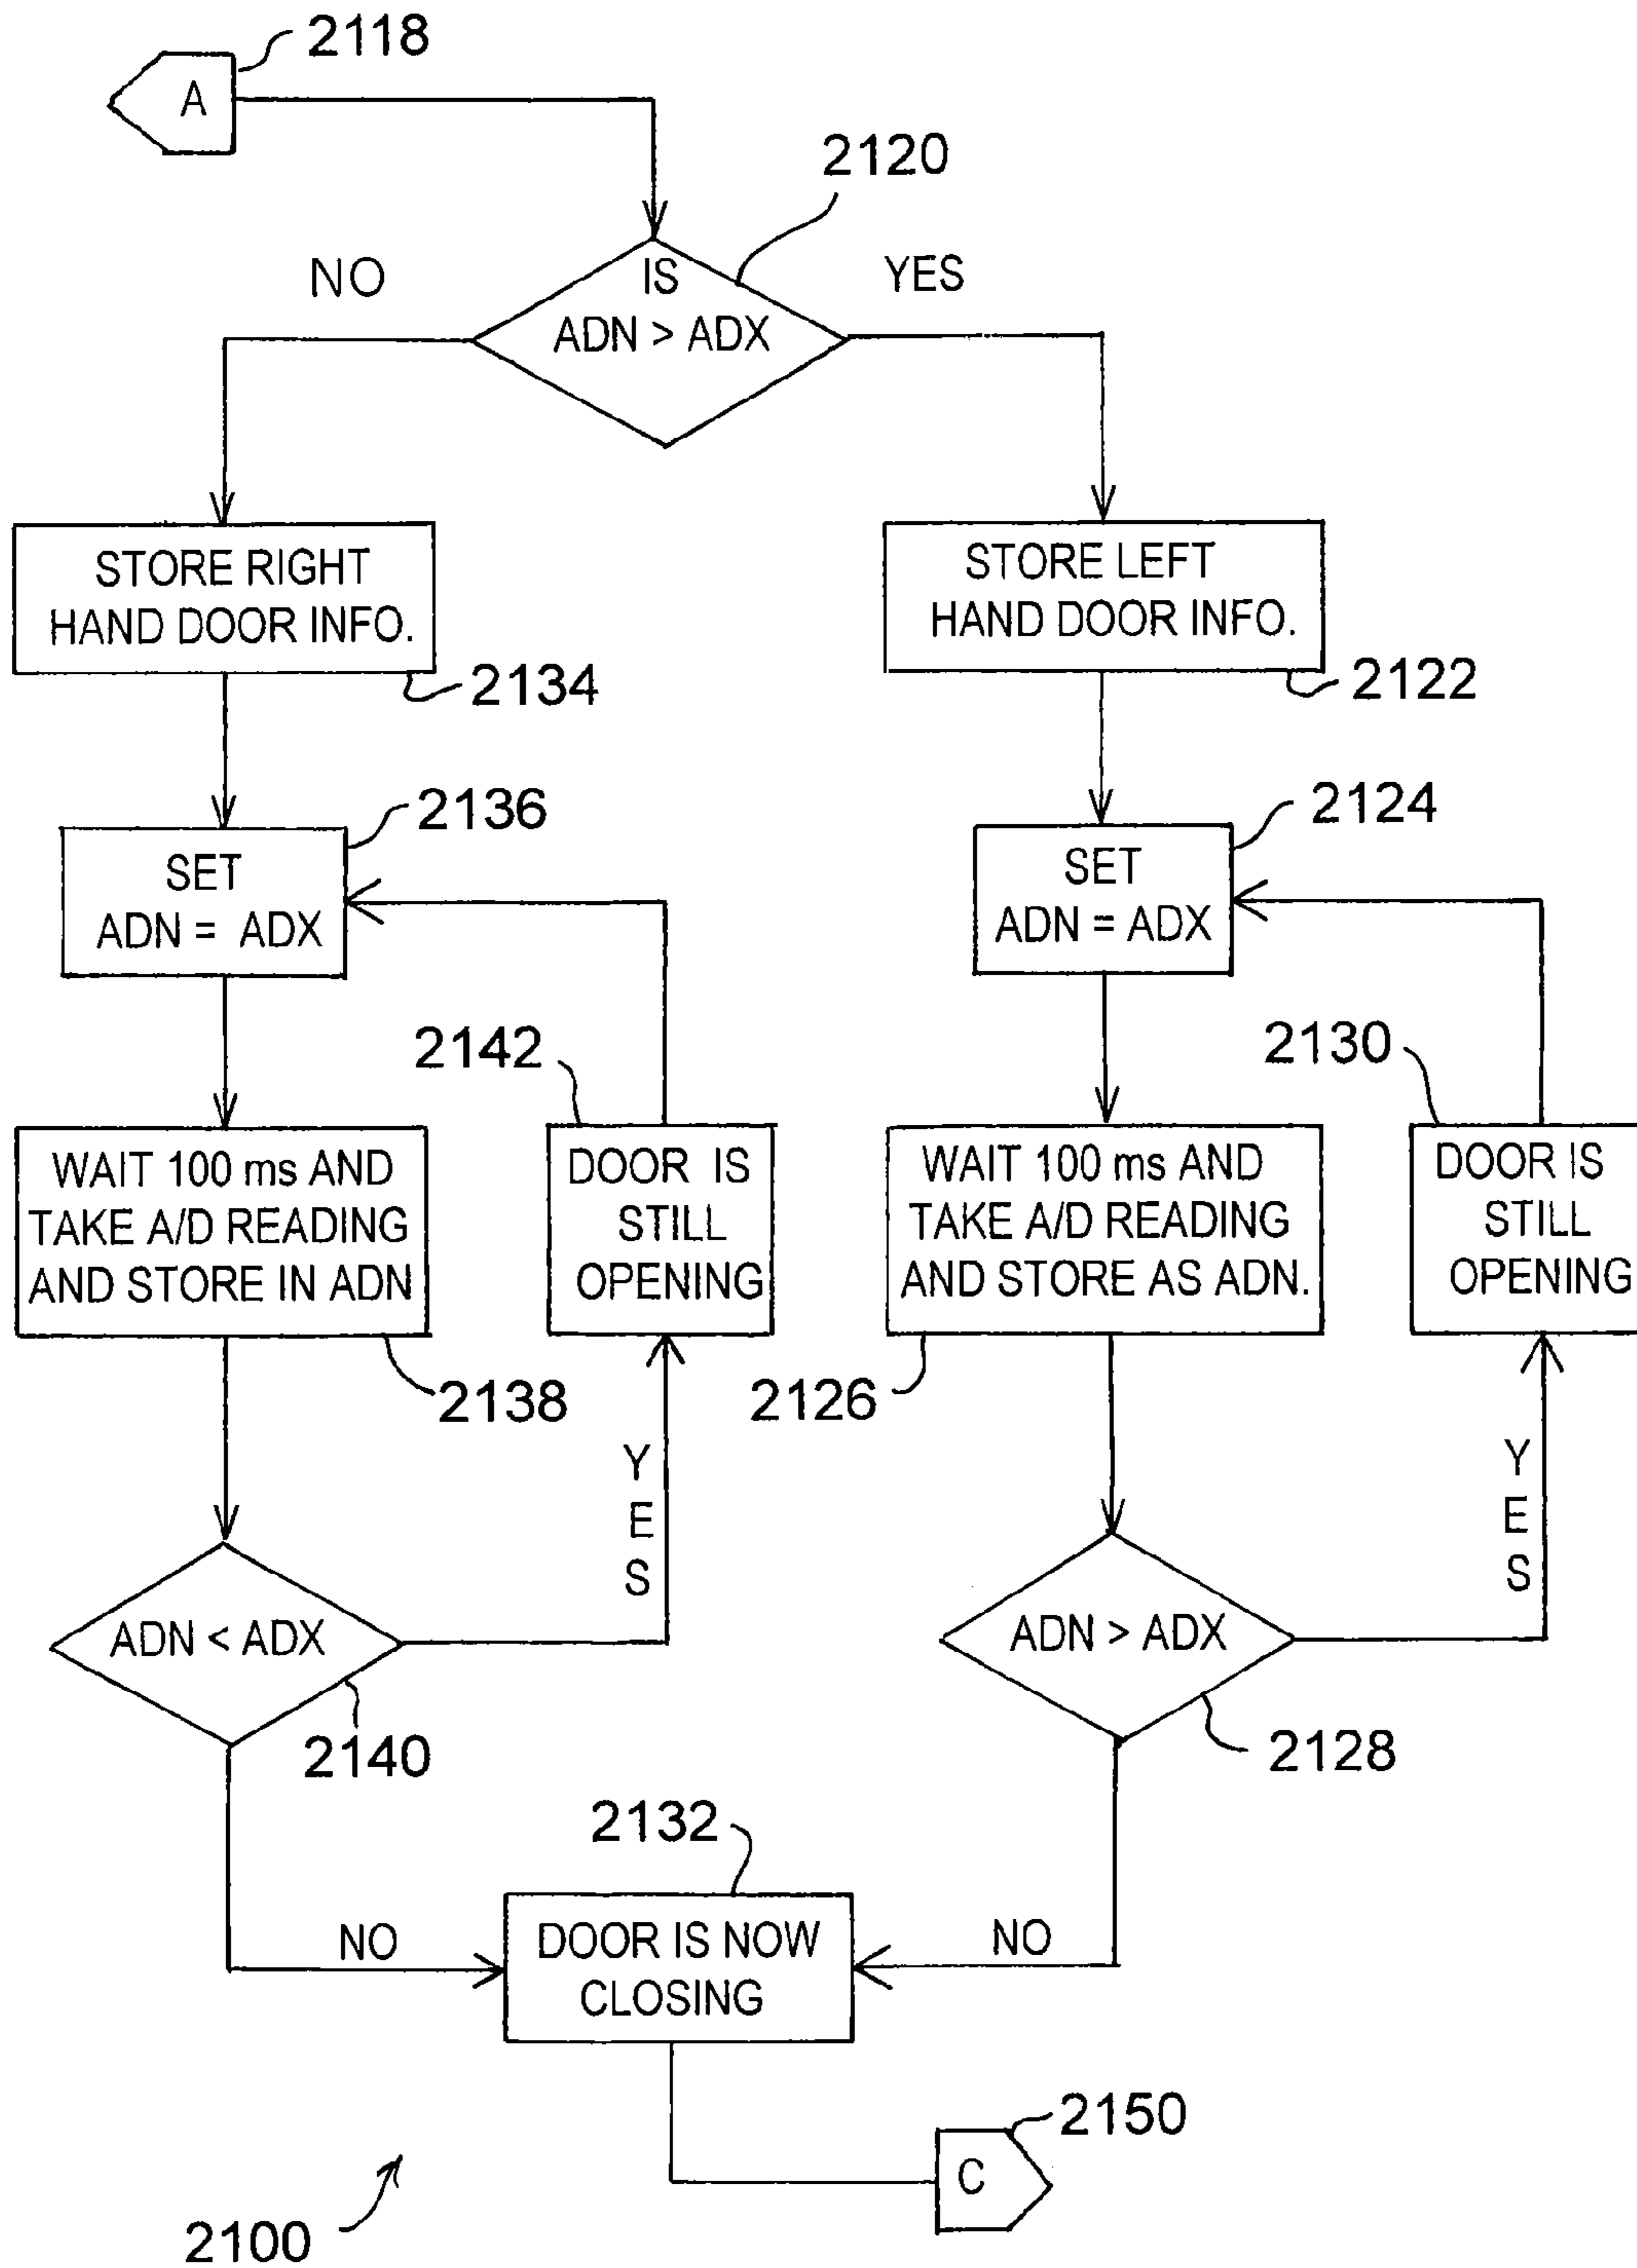 2118
A
2120
NO
IS
YES
ADN > ADX
STORE RIGHT
HAND DOOR INFO.
2134
STORE LEFT
HAND DOOR INFO.
2122
2136
SET
ADN = ADX
2124
SET
ADN = ADX
2142
2130
WAIT 100 ms AND
TAKE A/D READING
AND STORE IN ADN
DOOR IS
STILL
OPENING
WAIT 100 ms AND
TAKE A/D READING
AND STORE AS ADN.
DOOR IS
STILL
OPENING
2138
2126
YES
YES
ADN < ADX
ADN > ADX
2140
2128
2132
NO
DOOR IS NOW
CLOSING
NO
2150
C
2100